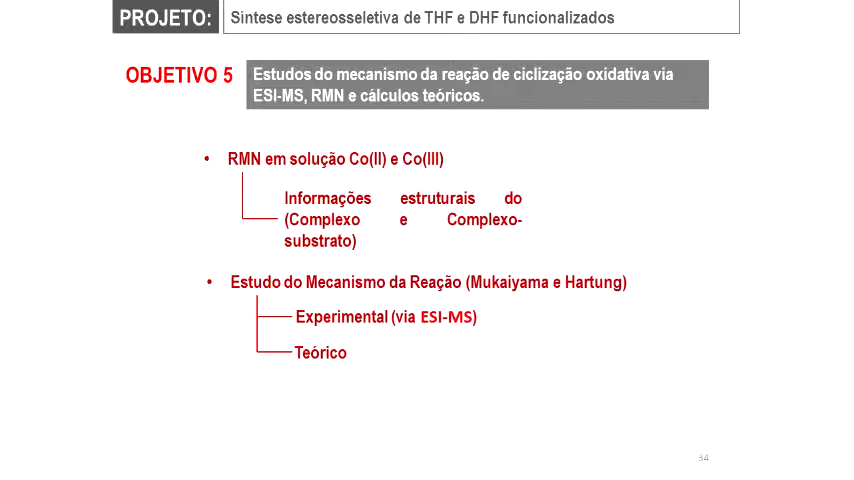 PROJETO: Síntese estereosseletiva de THF e DHF funcionalizados
OBJETIVO 5
Estudos do mecanismo da reação de ciclização oxidativa via
ESI-MS, RMN e cálculos teóricos.
• RMN em solução Co(II) e Co(III)
Informações estruturais do
(Complexo e Complexo-
substrato)
• Estudo do Mecanismo da Reação (Mukaiyama e Hartung)
Experimental (via ESI-MS)
Teórico
34